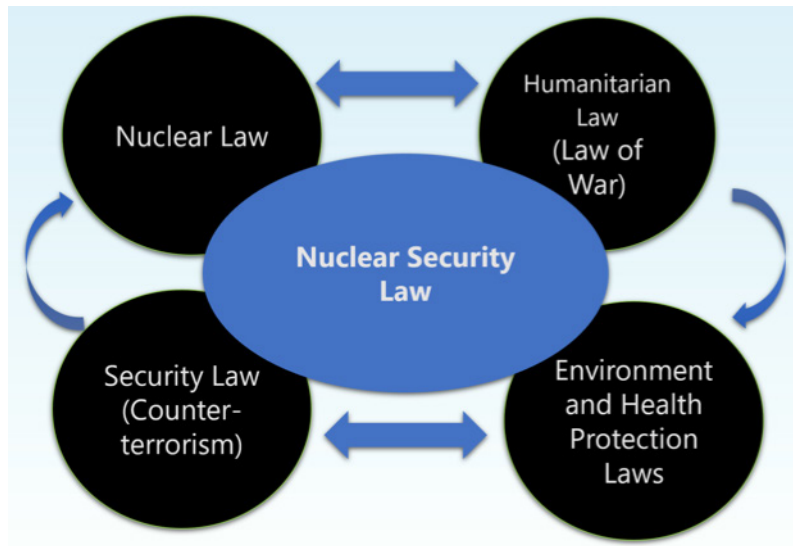 Nuclear Law
Humanitarian
Law
(Law of
War)
Nuclear Security
Law
Security Law
(Counter-
terrorism)
Environment
and Health
Protection
Laws